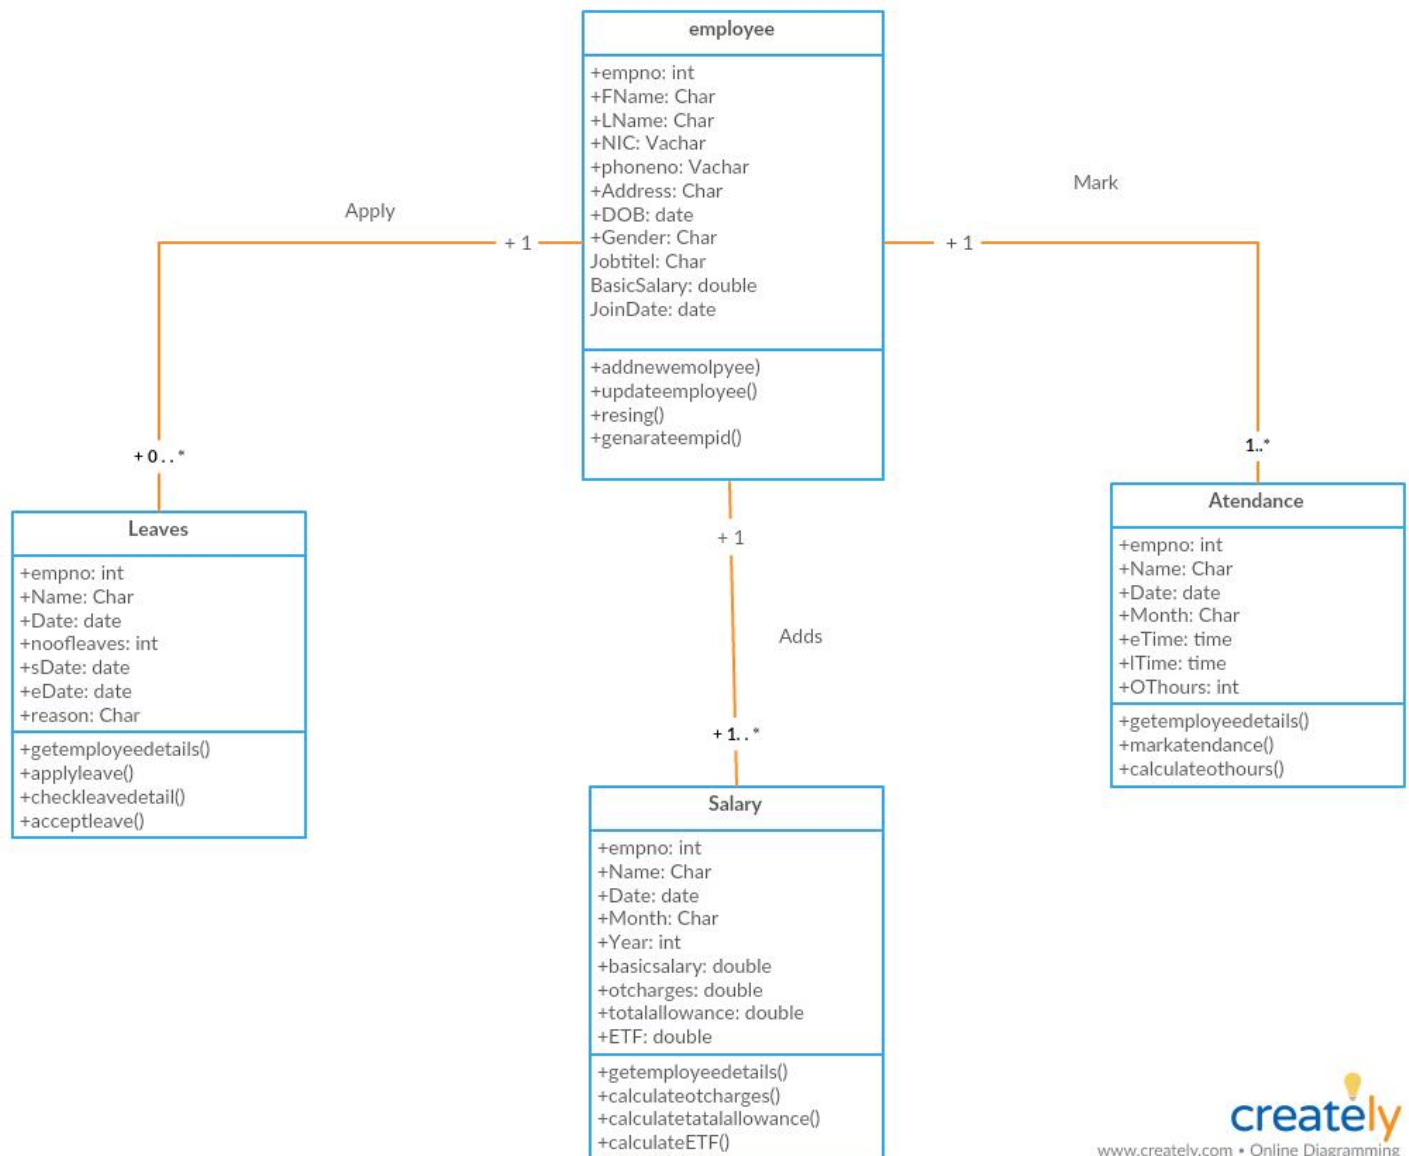 employee
+empno: int
+FName: Char
+LName: Char
+NIC: Vachar
+phoneno: Vachar
+Address: Char
+DOB: date
+Gender: Char
Jobtitel: Char
BasicSalary: double
JoinDate: date
+addnewemolpyee)
+updateemployee()
+resing()
+genarateempid()
Apply
+ 1
+ 0 . . *
Mark
+ 1
1..*
Leaves
+empno: int
+Name: Char
+Date: date
+noofleaves: int
+sDate: date
+eDate: date
+reason: Char
+getemployeedetails()
+applyleave()
+checkleavedetail()
+acceptleave()
+ 1
Adds
+ 1. . *
Atendance
+empno: int
+Name: Char
+Date: date
+Month: Char
+eTime: time
+lTime: time
+OThours: int
+getemployeedetails()
+markatendance()
+calculateothours()
Salary
+empno: int
+Name: Char
+Date: date
+Month: Char
+Year: int
+basicsalary: double
+otcharges: double
+totalallowance: double
+ETF: double
+getemployeedetails()
+calculateotcharges()
+calculatetatalallowance()
+calculateETF()
creately
www.creately.com • Online Diagramming